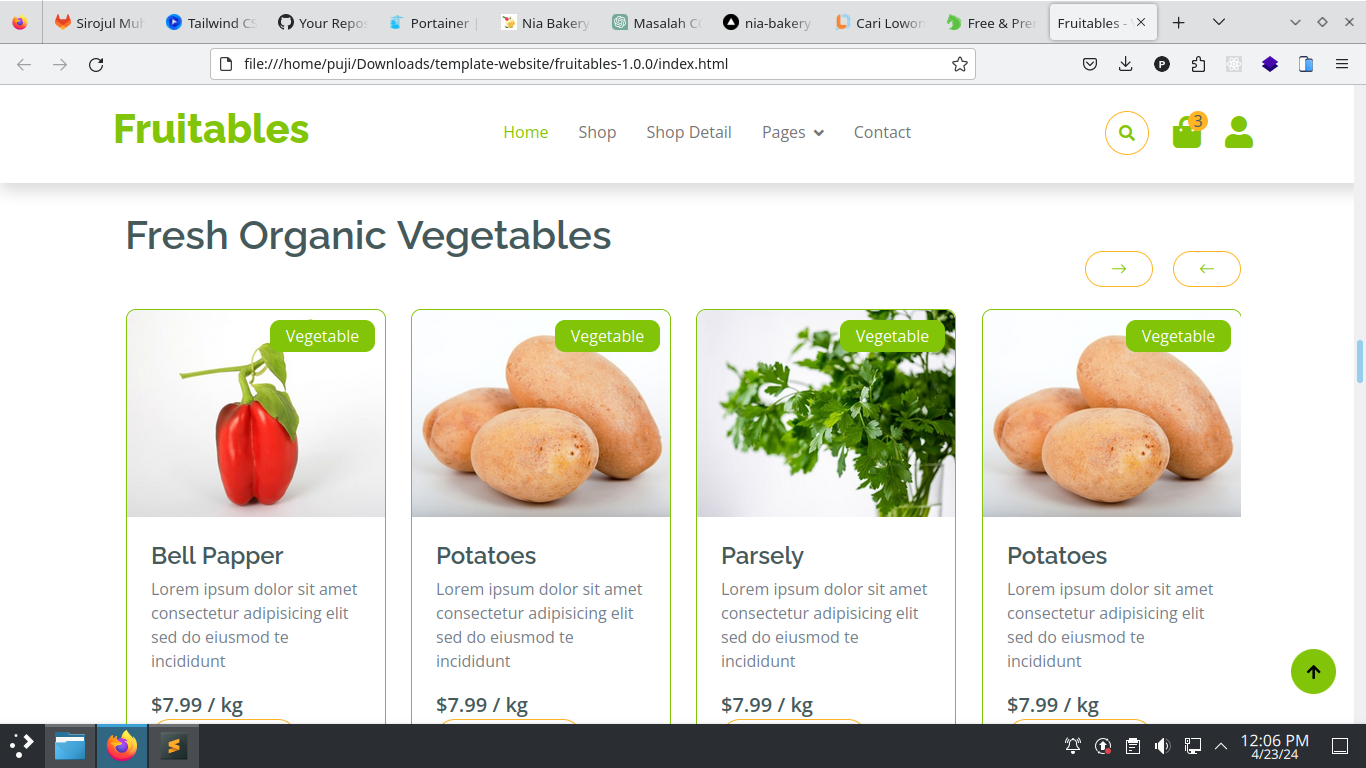 Sirojul Muh
Tailwind CS
Your Repos
Portainer |
Nia Bakery
Masalah CO
nia-bakery
Cari Lowon
Free & Pre
Fruitables -
file:///home/puji/Downloads/template-website/fruitables-1.0.0/index.html
Fruitables
Home
Shop
Shop Detail
Pages
Contact
3
Fresh Organic Vegetables
Vegetable
Vegetable
Vegetable
Vegetable
Bell Papper
Lorem ipsum dolor sit amet
consectetur adipisicing elit
sed do eiusmod te
incididunt
$7.99 / kg
Potatoes
Lorem ipsum dolor sit amet
consectetur adipisicing elit
sed do eiusmod te
incididunt
$7.99 / kg
Parsely
Lorem ipsum dolor sit amet
consectetur adipisicing elit
sed do eiusmod te
incididunt
$7.99 / kg
Potatoes
Lorem ipsum dolor sit amet
consectetur adipisicing elit
sed do eiusmod te
incididunt
$7.99 / kg
12:06 PM
4/23/24